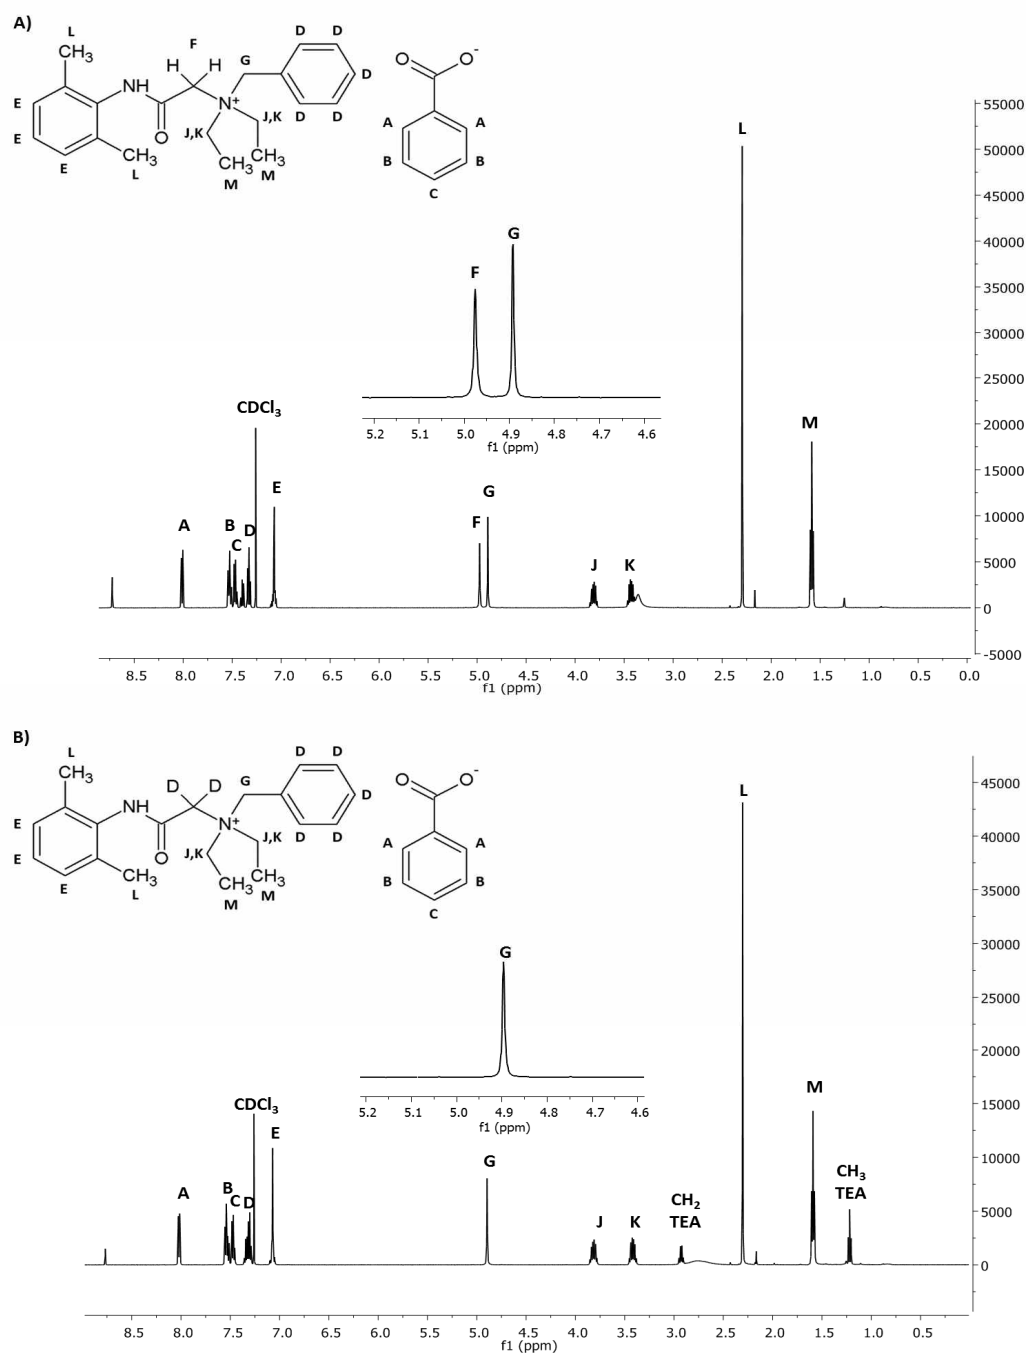 A)
L
CH3
F
H H
G
D D
D
D D
NH
O
N+
J,K
J,K
CH3
M
CH3
M
E
E
E
CH3
L
O
O-
A A
B B
C
55000
50000
45000
40000
35000
30000
25000
20000
15000
10000
5000
0
-5000
L
G
F
5.2 5.1 5.0 4.9 4.8 4.7 4.6
f1 (ppm)
CDCl3
M
E
A
B
C
D
F
G
J
K
8.5 8.0 7.5 7.0 6.5 6.0 5.5 5.0 4.5 4.0 3.5 3.0 2.5 2.0 1.5 1.0 0.5 0.0
f1 (ppm)
B)
L
CH3
D D
G
D D
D
D D
NH
O
N+
J,K
J,K
CH3
M
CH3
M
E
E
E
CH3
L
O
O-
A A
B B
C
45000
40000
35000
30000
25000
20000
15000
10000
5000
0
L
G
5.2 5.1 5.0 4.9 4.8 4.7 4.6
f1 (ppm)
CDCl3
M
E
A
B
C
D
G
J
K
CH2
TEA
CH3
TEA
8.5 8.0 7.5 7.0 6.5 6.0 5.5 5.0 4.5 4.0 3.5 3.0 2.5 2.0 1.5 1.0 0.5
f1 (ppm)